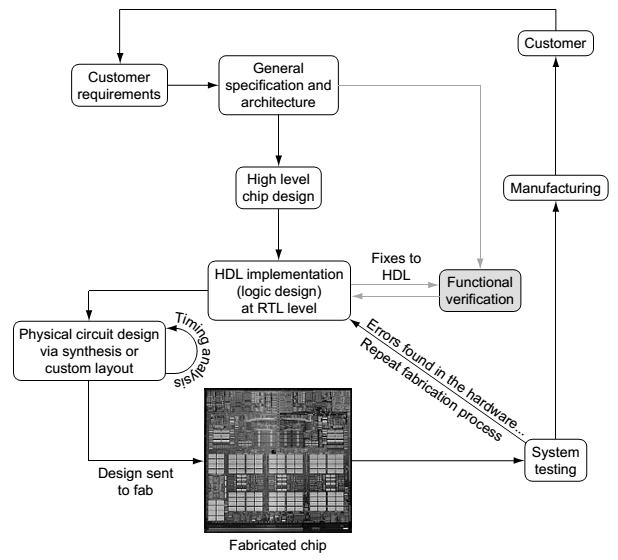 Customer
Customer
requirements
General
specification and
architecture
High level
chip design
Manufacturing
HDL implementation
(logic design)
at RTL level
Fixes to
HDL
Functional
verification
Physical circuit design
via synthesis or
custom layout
Timing analysis
Errors found in the hardware...
Repeat fabrication process
System
testing
Design sent
to fab
Fabricated chip